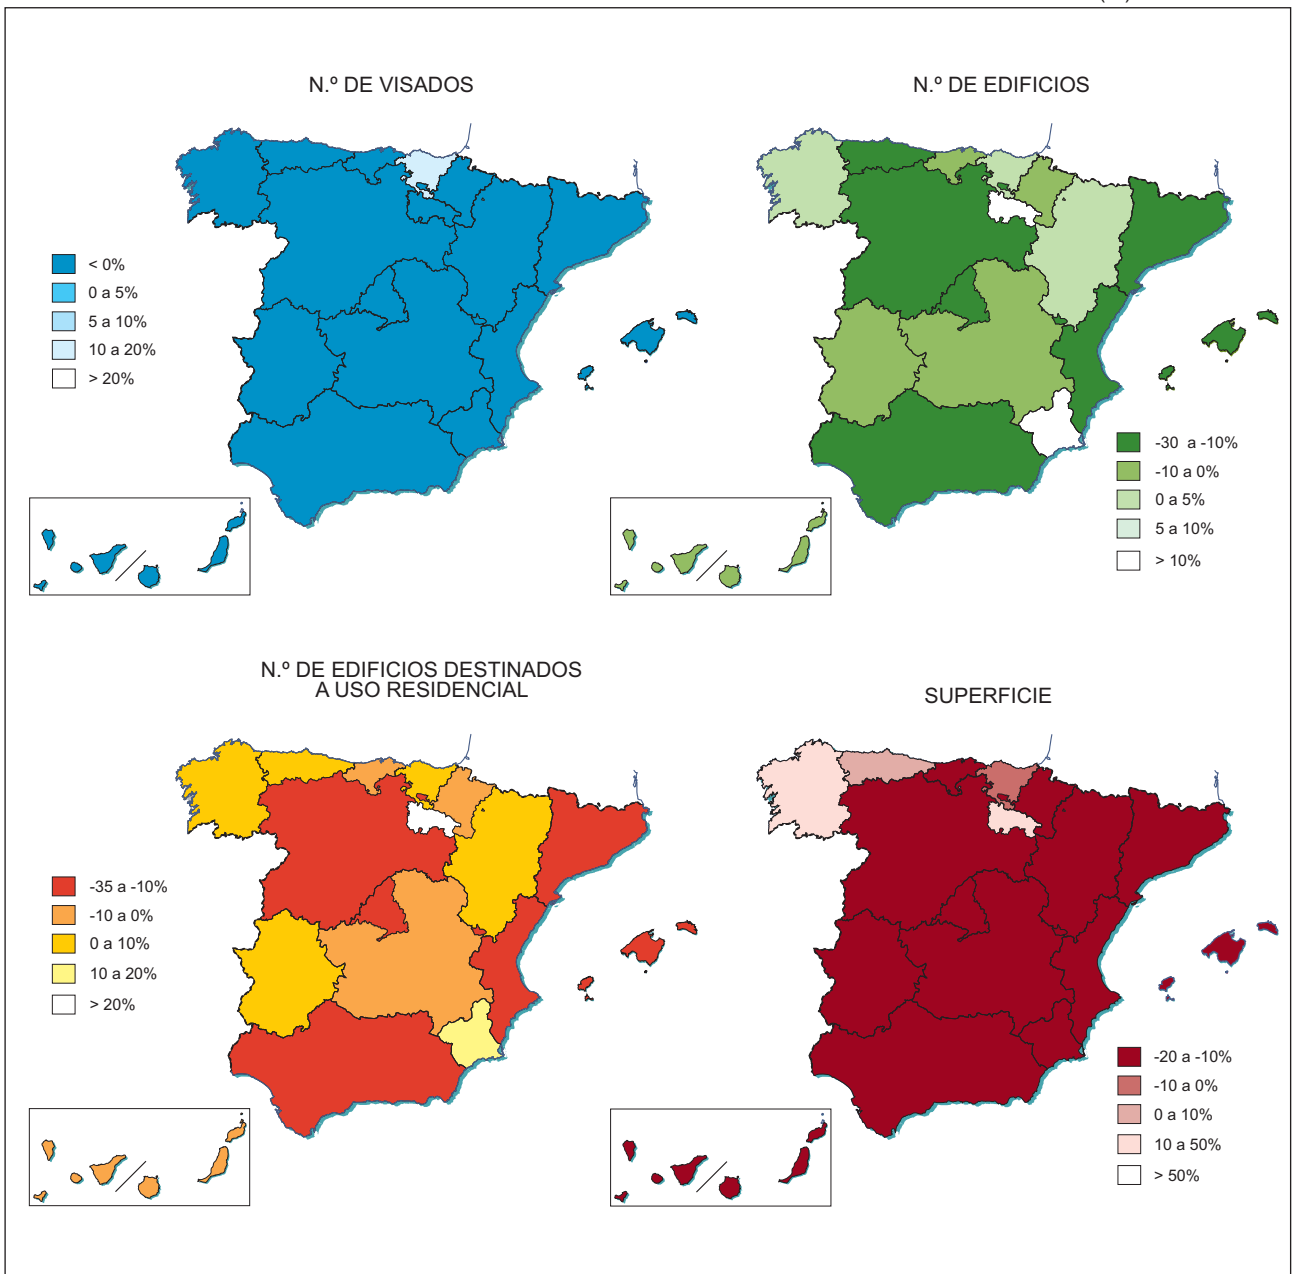 N.º DE VISADOS
< 0%
0 a 5%
5 a 10%
10 a 20%
> 20%
N.º DE EDIFICIOS
-30 a -10%
-10 a 0%
0 a 5%
5 a 10%
> 10%
N.º DE EDIFICIOS DESTINADOS
A USO RESIDENCIAL
-35 a -10%
-10 a 0%
0 a 10%
10 a 20%
> 20%
SUPERFICIE
-20 a -10%
-10 a 0%
0 a 10%
10 a 50%
> 50%